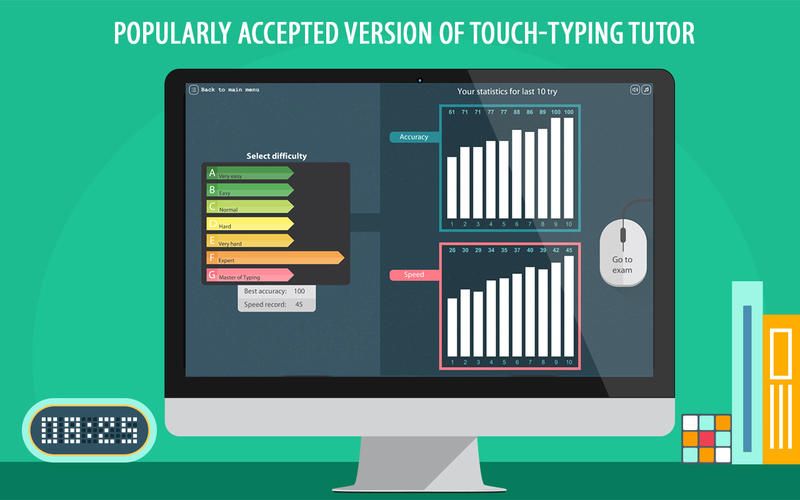 POPULARLY ACCEPTED VERSION OF TOUCH-TYPING TUTOR
Back to main menu
Your statistics for last 10 try
Select difficulty
A Very easy
B Easy
C Normal
D Hard
E Very hard
F Expert
G Master of Typing
Best accuracy: 100
Speed record: 45
Accuracy
61 71 71 77 77 88 86 89 100 100
1 2 3 4 5 6 7 8 9 10
Speed
26 30 29 34 35 37 40 39 42 45
1 2 3 4 5 6 7 8 9 10
Go to
exam
08:25